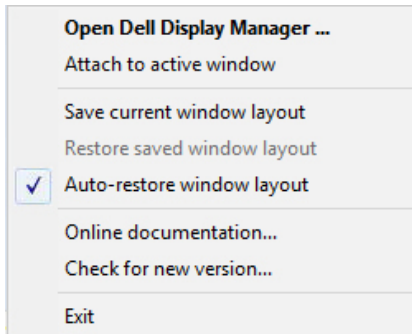 Open Dell Display Manager ...
Attach to active window
Save current window layout
Restore saved window layout
Auto-restore window layout
Online documentation...
Check for new version...
Exit